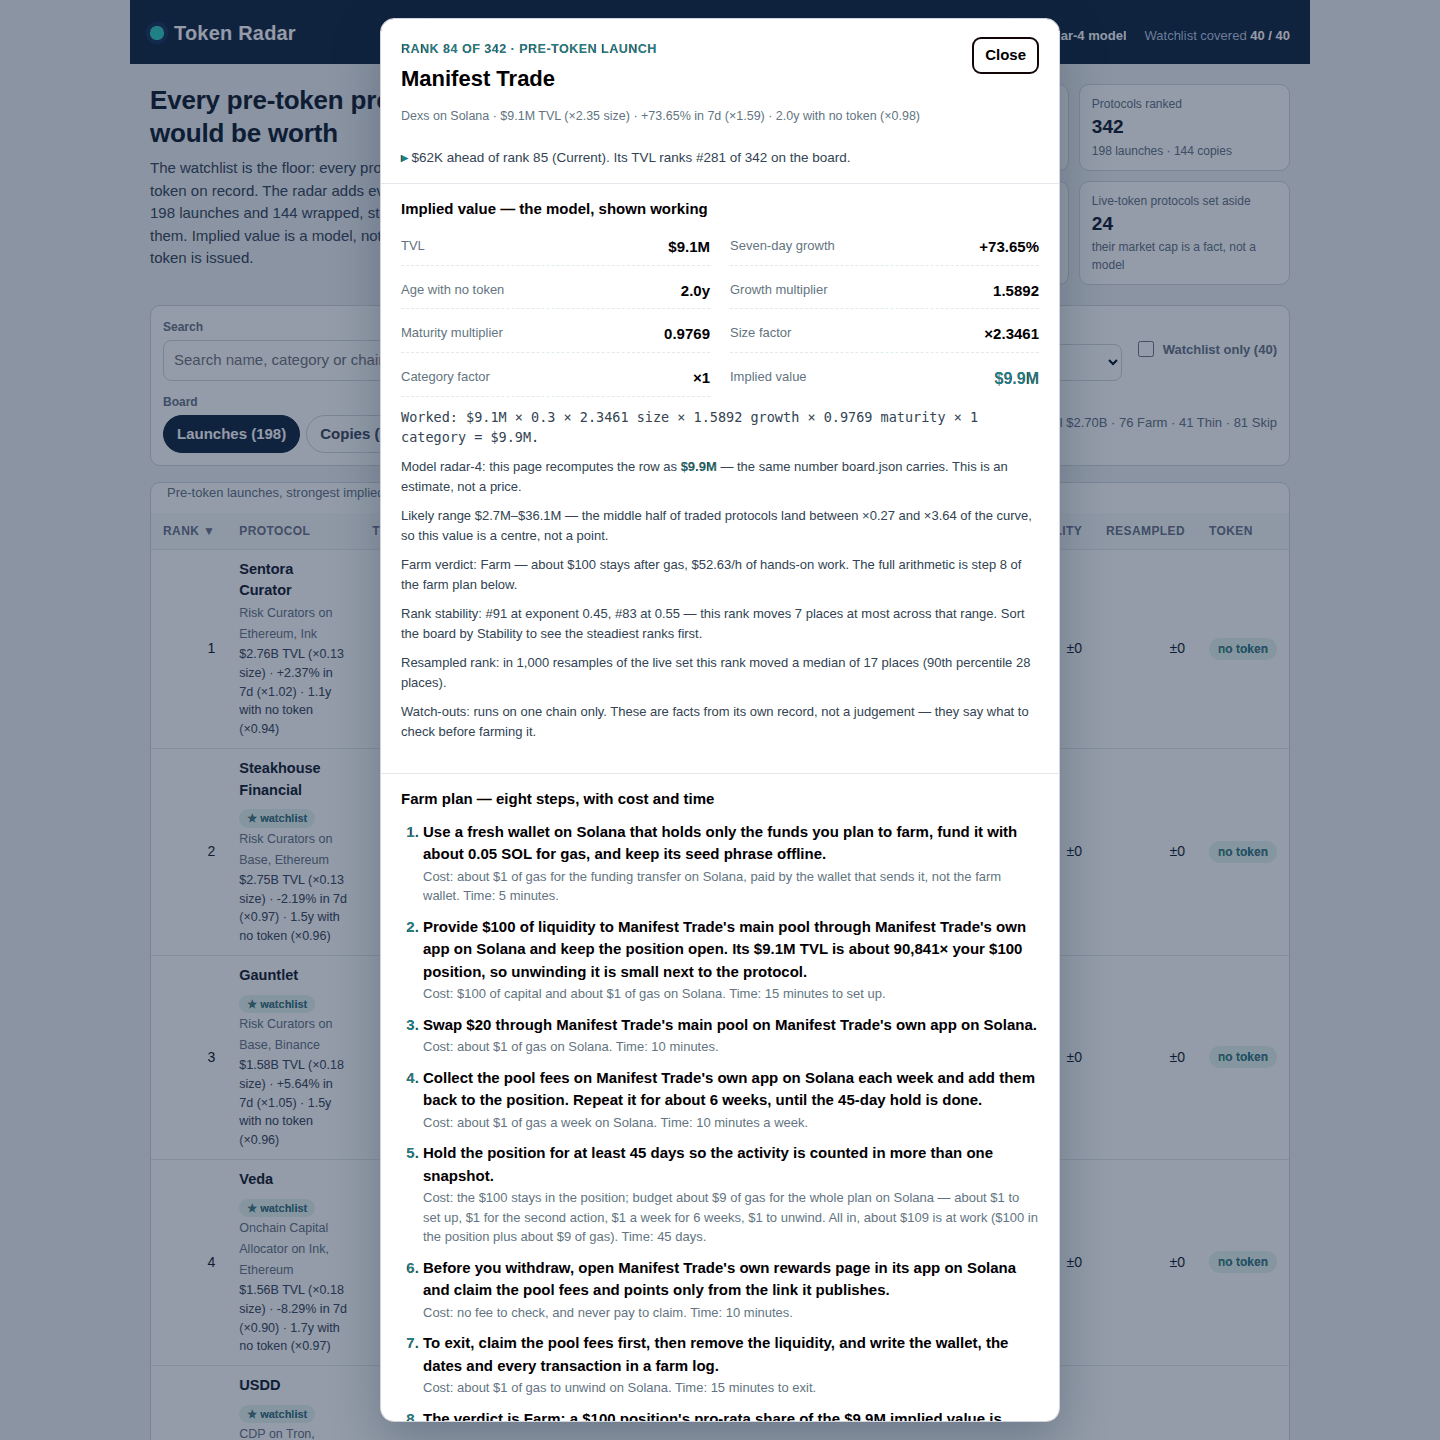 Token Radar
ar-4 model
Watchlist covered 40 / 40
Every pre-token
would be worth
The watchlist is the floor: every
token on record. The radar adds
198 launches and 144 wrapped,
them. Implied value is a model, not
token is issued.
Protocols ranked
342
198 launches · 144 copies
Live-token protocols set aside
24
their market cap is a fact, not a
model
Search
Search name, category or chain
Watchlist only (40)
Board
Launches (198)
Copies (
$2.70B · 76 Farm · 41 Thin · 81 Skip
Pre-token launches, strongest implied
RANK ▼ PROTOCOL T
LITY RESAMPLED TOKEN
1
Sentora
Curator
Risk Curators on
Ethereum, Ink
$2.76B TVL (×0.13
size) · +2.37% in
7d (×1.02) · 1.1y
with no token
(×0.94)
±0 ±0 no token
2
Steakhouse
Financial
★ watchlist
Risk Curators on
Base, Ethereum
$2.75B TVL (×0.13
size) · -2.19% in 7d
(×0.97) · 1.5y with
no token (×0.96)
±0 ±0 no token
3
Gauntlet
★ watchlist
Risk Curators on
Base, Binance
$1.58B TVL (×0.18
size) · +5.64% in
7d (×1.05) · 1.5y
with no token
(×0.96)
±0 ±0 no token
4
Veda
★ watchlist
Onchain Capital
Allocator on Ink,
Ethereum
$1.56B TVL (×0.18
size) · -8.29% in 7d
(×0.90) · 1.7y with
no token (×0.97)
±0 ±0 no token
USDD
★ watchlist
CDP on Tron,
RANK 84 OF 342 · PRE-TOKEN LAUNCH
Close
Manifest Trade
Dexs on Solana · $9.1M TVL (×2.35 size) · +73.65% in 7d (×1.59) · 2.0y with no token (×0.98)
▸ $62K ahead of rank 85 (Current). Its TVL ranks #281 of 342 on the board.
Implied value — the model, shown working
TVL $9.1M
Seven-day growth +73.65%
Age with no token 2.0y
Growth multiplier 1.5892
Maturity multiplier 0.9769
Size factor ×2.3461
Category factor ×1
Implied value $9.9M
Worked: $9.1M × 0.3 × 2.3461 size × 1.5892 growth × 0.9769 maturity × 1
category = $9.9M.
Model radar-4: this page recomputes the row as $9.9M — the same number board.json carries. This is an
estimate, not a price.
Likely range $2.7M–$36.1M — the middle half of traded protocols land between ×0.27 and ×3.64 of the curve,
so this value is a centre, not a point.
Farm verdict: Farm — about $100 stays after gas, $52.63/h of hands-on work. The full arithmetic is step 8 of
the farm plan below.
Rank stability: #91 at exponent 0.45, #83 at 0.55 — this rank moves 7 places at most across that range. Sort
the board by Stability to see the steadiest ranks first.
Resampled rank: in 1,000 resamples of the live set this rank moved a median of 17 places (90th percentile 28
places).
Watch-outs: runs on one chain only. These are facts from its own record, not a judgement — they say what to
check before farming it.
Farm plan — eight steps, with cost and time
1. Use a fresh wallet on Solana that holds only the funds you plan to farm, fund it with
about 0.05 SOL for gas, and keep its seed phrase offline.
Cost: about $1 of gas for the funding transfer on Solana, paid by the wallet that sends it, not the farm
wallet. Time: 5 minutes.
2. Provide $100 of liquidity to Manifest Trade's main pool through Manifest Trade's own
app on Solana and keep the position open. Its $9.1M TVL is about 90,841× your $100
position, so unwinding it is small next to the protocol.
Cost: $100 of capital and about $1 of gas on Solana. Time: 15 minutes to set up.
3. Swap $20 through Manifest Trade's main pool on Manifest Trade's own app on Solana.
Cost: about $1 of gas on Solana. Time: 10 minutes.
4. Collect the pool fees on Manifest Trade's own app on Solana each week and add them
back to the position. Repeat it for about 6 weeks, until the 45-day hold is done.
Cost: about $1 of gas a week on Solana. Time: 10 minutes a week.
5. Hold the position for at least 45 days so the activity is counted in more than one
snapshot.
Cost: the $100 stays in the position; budget about $9 of gas for the whole plan on Solana — about $1 to
set up, $1 for the second action, $1 a week for 6 weeks, $1 to unwind. All in, about $109 is at work ($100 in
the position plus about $9 of gas). Time: 45 days.
6. Before you withdraw, open Manifest Trade's own rewards page in its app on Solana
and claim the pool fees and points only from the link it publishes.
Cost: no fee to check, and never pay to claim. Time: 10 minutes.
7. To exit, claim the pool fees first, then remove the liquidity, and write the wallet, the
dates and every transaction in a farm log.
Cost: about $1 of gas to unwind on Solana. Time: 15 minutes to exit.
8. The verdict is Farm: a $100 position's pro-rata share of the $9.9M implied value is